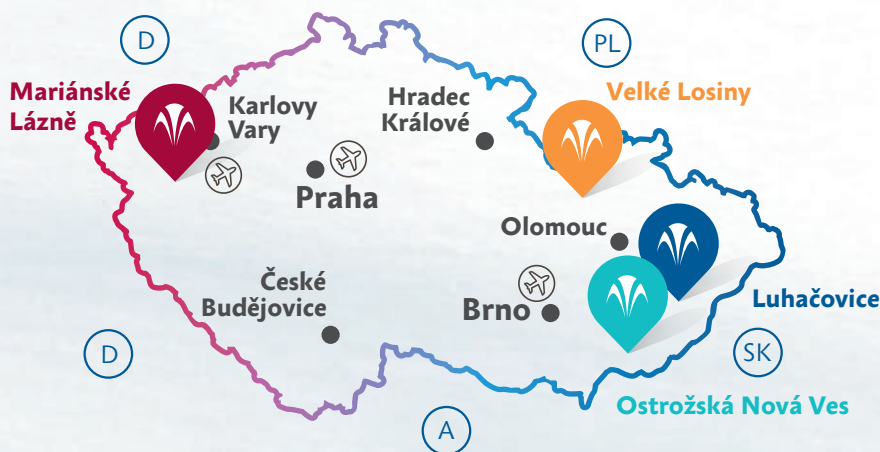 D
PL
Mariánské
Lázně
Karlovy
Vary
Hradec
Králové
Velké Losiny
Praha
Olomouc
České
Budějovice
Brno
Luhačovice
D
SK
Ostrožská Nová Ves
A